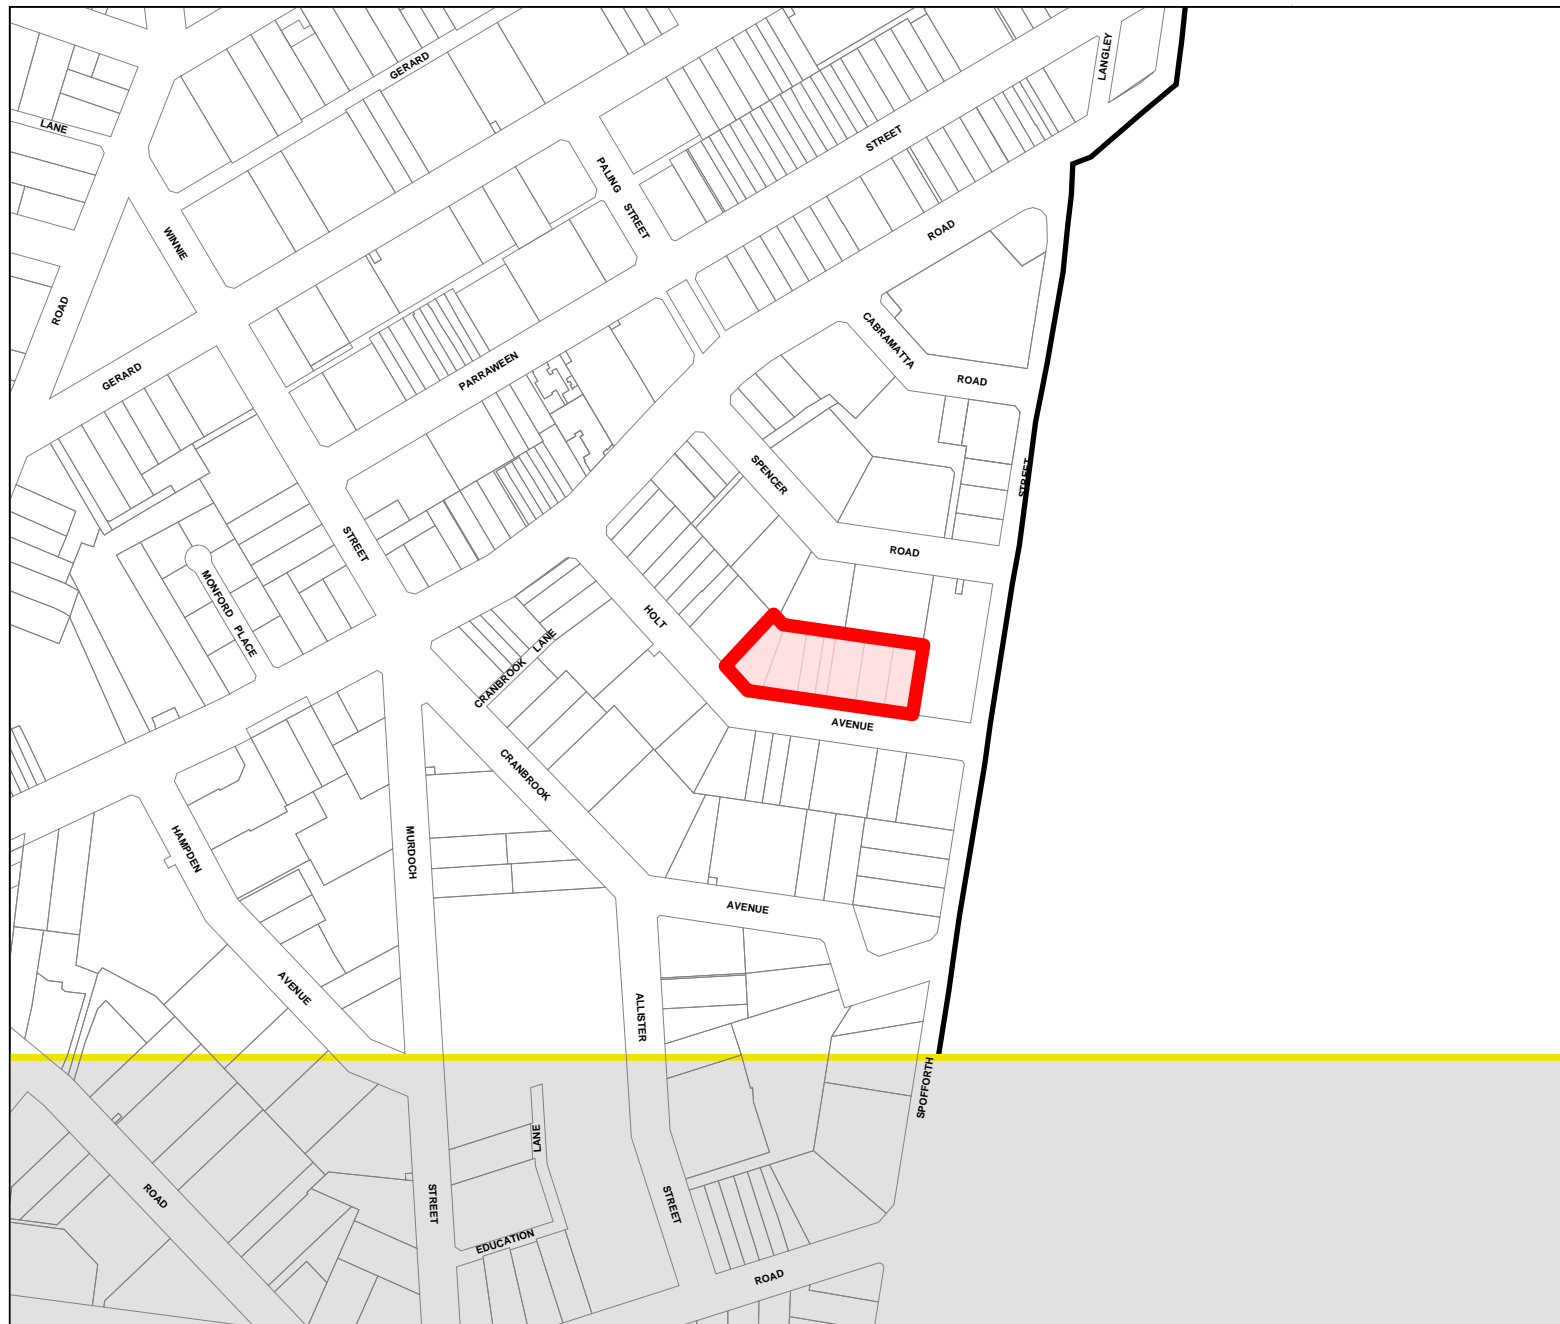 GERARD
LANGLEY
LANE
STREET
PALING
STREET
WINNIE
ROAD
ROAD
CABRAMATTA
PARRAWEEN
GERARD
ROAD
SPENCER
STREET
STREET
ROAD
MONFORD PLACE
HOLT
CRANBROOK LANE
AVENUE
CRANBROOK
HAMPDEN
MURDOCH
AVENUE
AVENUE
ALLISTER
SPOFFORTH
LANE
ROAD
STREET
STREET
EDUCATION
ROAD